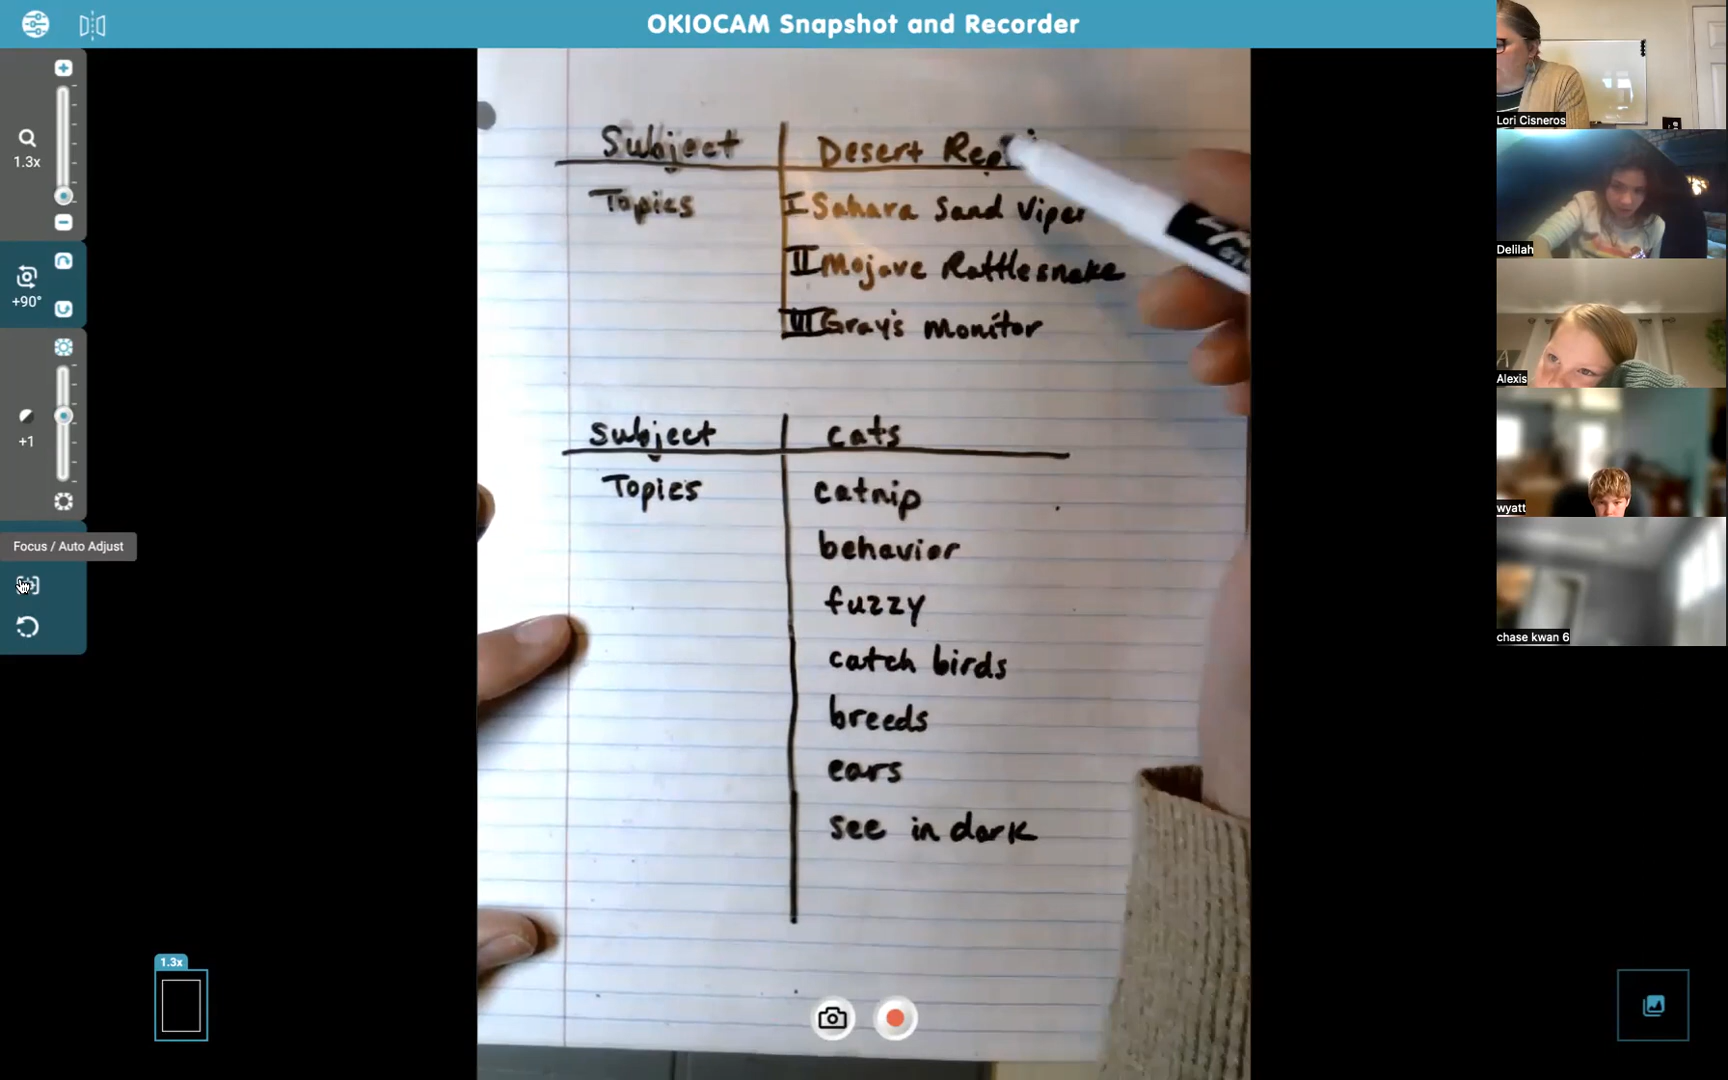 OKIOCAM Snapshot and Recorder
1.3x
+90°
+1
Focus / Auto Adjust
1.3x
Subject
Desert
Topics
I Sahara Sand Viper
II Mojave Rattlesnake
III Gray's monitor
Subject
cats
Topics
catnip
behavior
fuzzy
catch birds
breeds
ears
see in dark
Lori Cisneros
Delilah
Alexis
wyatt
chase kwan 6